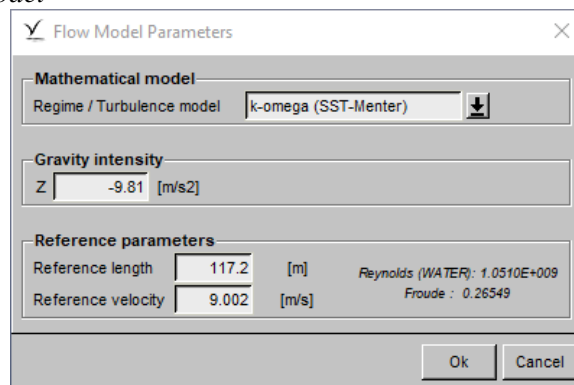 Flow Model Parameters
Mathematical model
Regime / Turbulence model k-omega (SST-Menter)
Gravity intensity
Z -9.81 [m/s2]
Reference parameters
Reference length 117.2 [m] Reynolds (WATER): 1.0510E+009
Reference velocity 9.002 [m/s] Froude : 0.26549
Ok Cancel